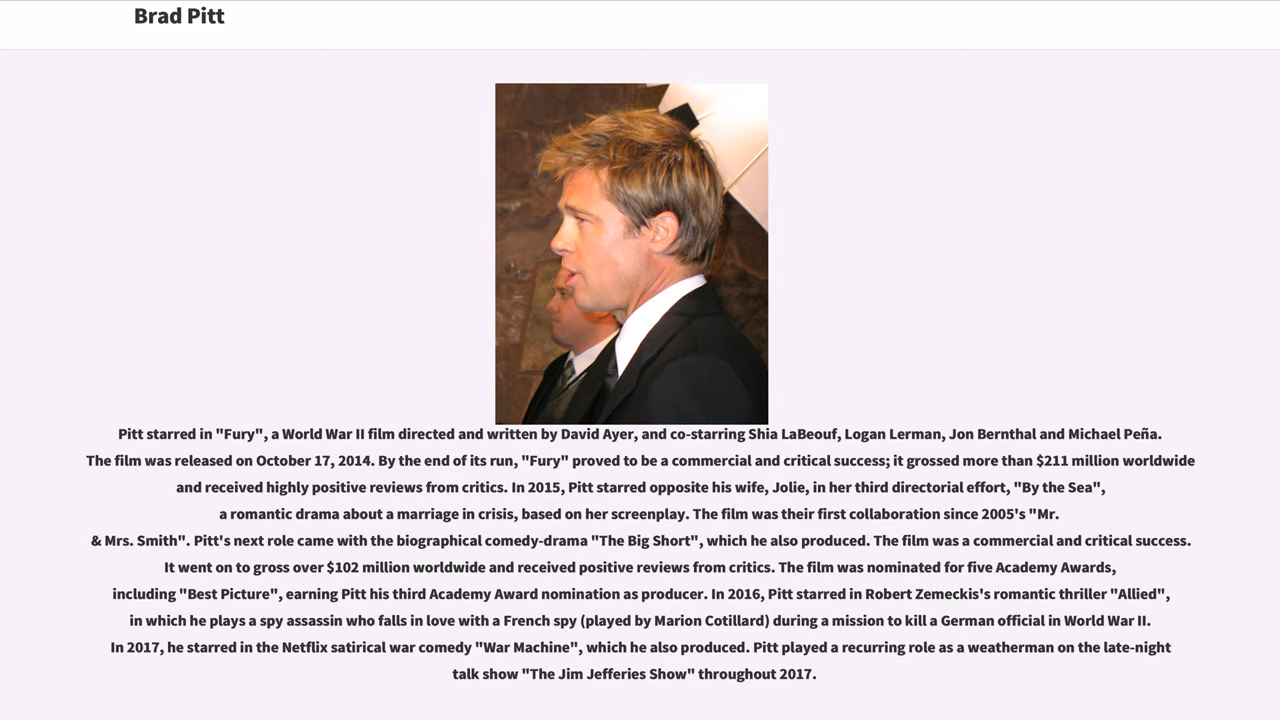 Brad Pitt
Pitt starred in "Fury", a World War II film directed and written by David Ayer, and co-starring Shia LaBeouf, Logan Lerman, Jon Bernthal and Michael Peña.
The film was released on October 17, 2014. By the end of its run, "Fury" proved to be a commercial and critical success; it grossed more than $211 million worldwide
and received highly positive reviews from critics. In 2015, Pitt starred opposite his wife, Jolie, in her third directorial effort, "By the Sea",
a romantic drama about a marriage in crisis, based on her screenplay. The film was their first collaboration since 2005's "Mr.
& Mrs. Smith". Pitt's next role came with the biographical comedy-drama "The Big Short", which he also produced. The film was a commercial and critical success.
It went on to gross over $102 million worldwide and received positive reviews from critics. The film was nominated for five Academy Awards,
including "Best Picture", earning Pitt his third Academy Award nomination as producer. In 2016, Pitt starred in Robert Zemeckis's romantic thriller "Allied",
in which he plays a spy assassin who falls in love with a French spy (played by Marion Cotillard) during a mission to kill a German official in World War II.
In 2017, he starred in the Netflix satirical war comedy "War Machine", which he also produced. Pitt played a recurring role as a weatherman on the late-night
talk show "The Jim Jefferies Show" throughout 2017.